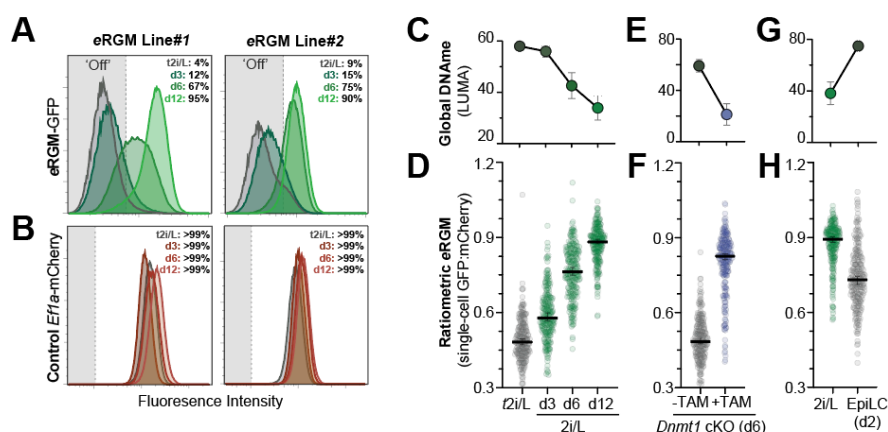 A
eRGM Line#1
eRGM Line#2
'Off'
t2i/L: 4%
d3: 12%
d6: 67%
d12: 95%
'Off'
t2i/L: 9%
d3: 15%
d6: 75%
d12: 90%
eRGM-GFP
B
t2i/L: >99%
d3: >99%
d6: >99%
d12: >99%
t2i/L: >99%
d3: >99%
d6: >99%
d12: >99%
Control Ef1a-mCherry
Fluoresence Intensity
C
Global DNAme
(LUMA)
60
40
20
E
80
40
0
G
80
40
0
D
Ratiometric eRGM
(single-cell GFP:mCherry)
1.2
0.9
0.6
0.3
t2i/L d3 d6 d12
2i/L
F
1.2
0.9
0.6
0.3
-TAM +TAM
Dnmt1 cKO (d6)
H
1.2
0.9
0.6
0.3
2i/L EpiLC
(d2)